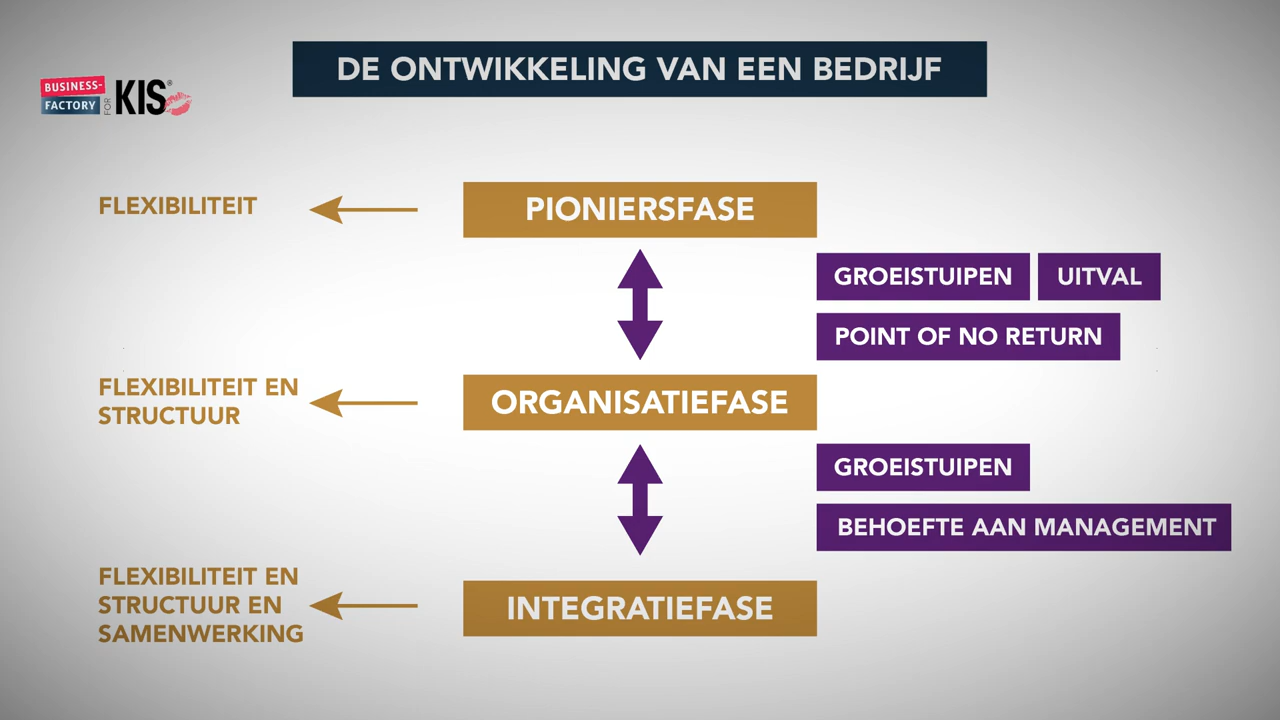 DE ONTWIKKELING VAN EEN BEDRIJF
BUSINESS-
FACTORY
FOR
KIS®
FLEXIBILITEIT
PIONIERSFASE
GROEISTUIPEN
UITVAL
POINT OF NO RETURN
FLEXIBILITEIT EN
STRUCTUUR
ORGANISATIEFASE
GROEISTUIPEN
BEHOEFTE AAN MANAGEMENT
FLEXIBILITEIT EN
STRUCTUUR EN
SAMENWERKING
INTEGRATIEFASE